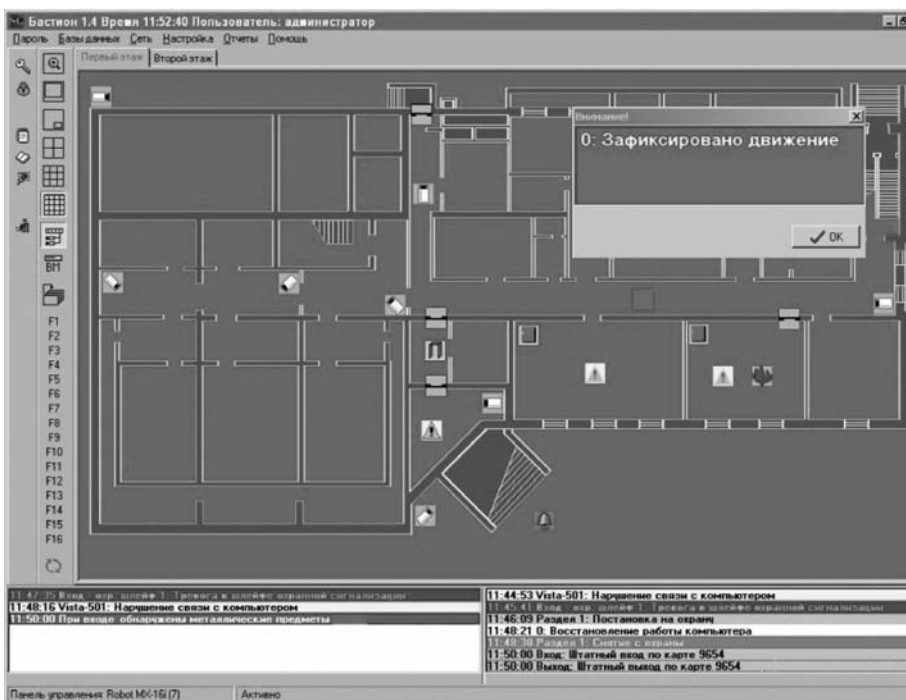 Бастион 1.4 Время 11:52:40 Пользователь: администратор
Пароль Базы данных Сеть Настройка Отчеты Помощь
Первый этаж Второй этаж
Внимание!
0: Зафиксировано движение
OK
ВМ
F1
F2
F3
F4
F5
F6
F7
F8
F9
F10
F11
F12
F13
F14
F15
F16
11:47:35 Вход - охр. шлейф 1: Тревога в шлейфе охранной сигнализации
11:48:16 Vista-501: Нарушение связи с компьютером
11:50:00 При входе обнаружены металлические предметы
11:44:53 Vista-501: Нарушение связи с компьютером
11:45:41 Вход - охр. шлейф 1: Тревога в шлейфе охранной сигнализации
11:46:09 Раздел 1: Постановка на охрану
11:48:21 0: Восстановление работы компьютера
11:48:30 Раздел 1: Снятие с охраны
11:50:00 Вход: Штатный вход по карте 9654
11:50:00 Выход: Штатный выход по карте 9654
Панель управления: Robot MX-16i (7) Активно